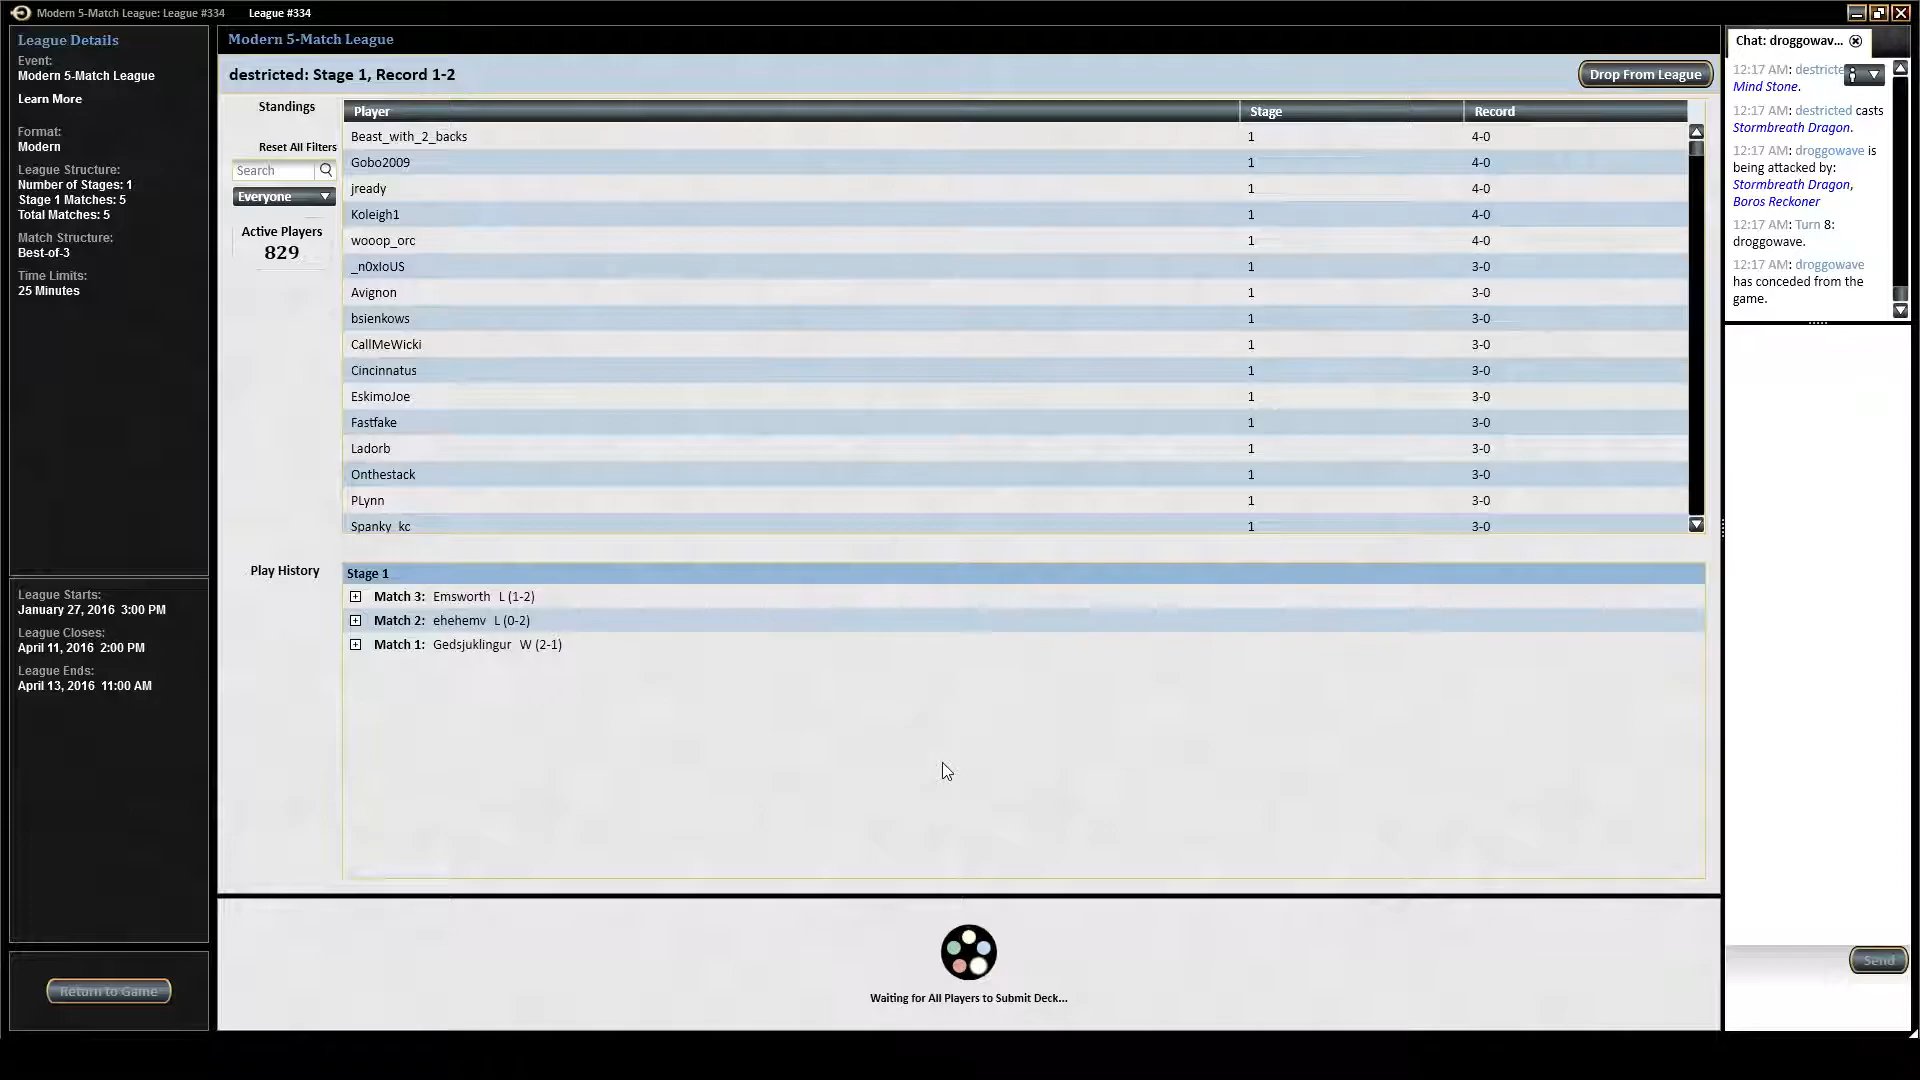 Modern 5-Match League: League #334 League #334
League Details
Event:
Modern 5-Match League
Learn More
Format:
Modern
League Structure:
Number of Stages: 1
Stage 1 Matches: 5
Total Matches: 5
Match Structure:
Best-of-3
Time Limits:
25 Minutes
League Starts:
January 27, 2016 3:00 PM
League Closes:
April 11, 2016 2:00 PM
League Ends:
April 13, 2016 11:00 AM
Return to Game
Modern 5-Match League
destricted: Stage 1, Record 1-2
Drop From League
Standings
Reset All Filters
Search
Everyone
Active Players
829
Player Stage Record
Beast_with_2_backs 1 4-0
Gobo2009 1 4-0
jready 1 4-0
Koleigh1 1 4-0
wooop_orc 1 4-0
_n0xIoUS 1 3-0
Avignon 1 3-0
bsienkows 1 3-0
CallMeWicki 1 3-0
Cincinnatus 1 3-0
EskimoJoe 1 3-0
Fastfake 1 3-0
Ladorb 1 3-0
Onthestack 1 3-0
PLynn 1 3-0
Spanky_kc 1 3-0
Play History
Stage 1
Match 3: Emsworth L (1-2)
Match 2: ehehemv L (0-2)
Match 1: Gedsjuklingur W (2-1)
Waiting for All Players to Submit Deck...
Chat: droggowav...
12:17 AM: destricte
Mind Stone.
12:17 AM: destricted casts
Stormbreath Dragon.
12:17 AM: droggowave is
being attacked by:
Stormbreath Dragon,
Boros Reckoner
12:17 AM: Turn 8:
droggowave.
12:17 AM: droggowave
has conceded from the
game.
Send